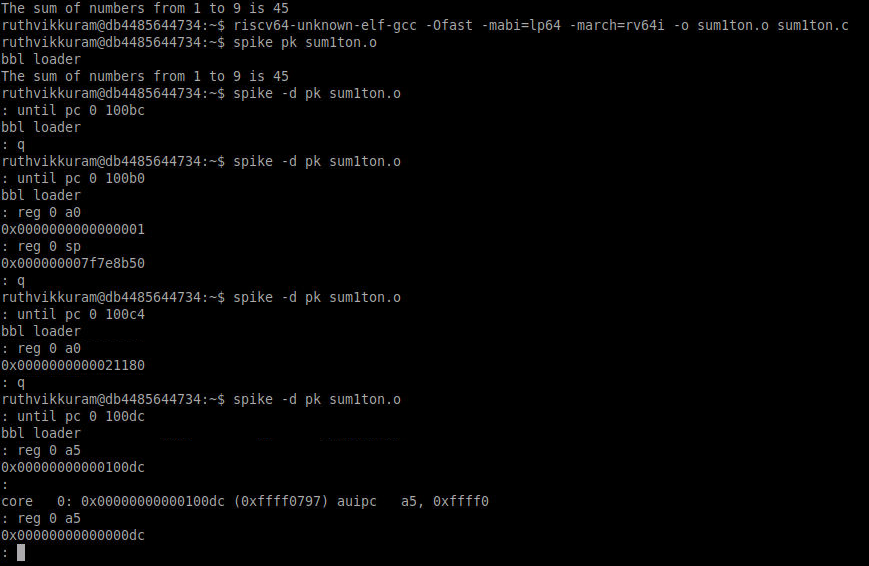 The sum of numbers from 1 to 9 is 45
ruthvikkuram@db4485644734:~$ riscv64-unknown-elf-gcc -Ofast -mabi=lp64 -march=rv64i -o sum1ton.o sum1ton.c
ruthvikkuram@db4485644734:~$ spike pk sum1ton.o
bbl loader
The sum of numbers from 1 to 9 is 45
ruthvikkuram@db4485644734:~$ spike -d pk sum1ton.o
: until pc 0 100bc
bbl loader
: q
ruthvikkuram@db4485644734:~$ spike -d pk sum1ton.o
: until pc 0 100b0
bbl loader
: reg 0 a0
0x0000000000000001
: reg 0 sp
0x000000007f7e8b50
: q
ruthvikkuram@db4485644734:~$ spike -d pk sum1ton.o
: until pc 0 100c4
bbl loader
: reg 0 a0
0x0000000000021180
: q
ruthvikkuram@db4485644734:~$ spike -d pk sum1ton.o
: until pc 0 100dc
bbl loader
: reg 0 a5
0x00000000000100dc
:
core   0: 0x00000000000100dc (0xffff0797) auipc   a5, 0xffff0
: reg 0 a5
0x00000000000000dc
: